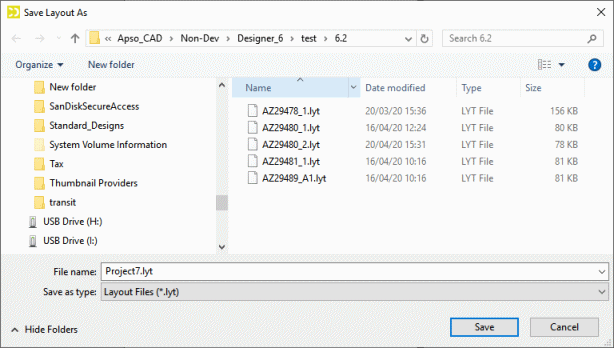 Save Layout As
« Apso_CAD > Non-Dev > Designer_6 > test > 6.2
Search 6.2
Organize
New folder
New folder
SanDiskSecureAccess
Standard_Designs
System Volume Information
Tax
Thumbnail Providers
transit
USB Drive (H:)
USB Drive (I:)
Name Date modified Type Size
AZ29478_1.lyt 20/03/20 15:36 LYT File 156 KB
AZ29480_1.lyt 16/04/20 12:24 LYT File 80 KB
AZ29480_2.lyt 20/04/20 15:31 LYT File 78 KB
AZ29481_1.lyt 16/04/20 10:16 LYT File 81 KB
AZ29489_A1.lyt 16/04/20 10:16 LYT File 81 KB
File name: Project7.lyt
Save as type: Layout Files (*.lyt)
Hide Folders
Save
Cancel